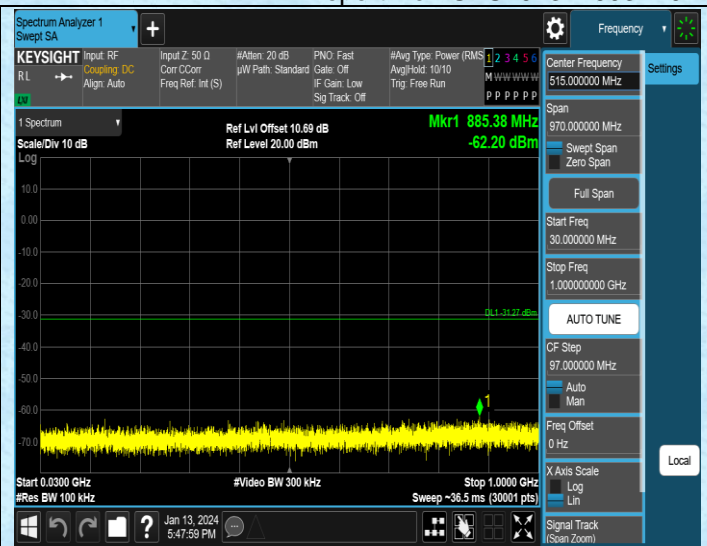 Spectrum Analyzer 1
Swept SA
+
Frequency
KEYSIGHT
RL
LXI
Input: RF
Coupling: DC
Align: Auto
Input Z: 50 Ω
Corr CCorr
Freq Ref: Int (S)
#Atten: 20 dB
µW Path: Standard
PNO: Fast
Gate: Off
IF Gain: Low
Sig Track: Off
#Avg Type: Power (RMS
Avg|Hold: 10/10
Trig: Free Run
1 2 3 4 5 6
M W W W W W
P P P P P P
1 Spectrum
Scale/Div 10 dB
Log
Ref Lvl Offset 10.69 dB
Ref Level 20.00 dBm
Mkr1 885.38 MHz
-62.20 dBm
10.0
0.00
-10.0
-20.0
-30.0
DL1 -31.27 dBm
-40.0
-50.0
1
-60.0
-70.0
Start 0.0300 GHz
#Res BW 100 kHz
#Video BW 300 kHz
Stop 1.0000 GHz
Sweep ~36.5 ms (30001 pts)
?
Jan 13, 2024
5:47:59 PM
Center Frequency
515.000000 MHz
Settings
Span
970.000000 MHz
Swept Span
Zero Span
Full Span
Start Freq
30.000000 MHz
Stop Freq
1.000000000 GHz
AUTO TUNE
CF Step
97.000000 MHz
Auto
Man
Freq Offset
0 Hz
Local
X Axis Scale
Log
Lin
Signal Track
(Span Zoom)